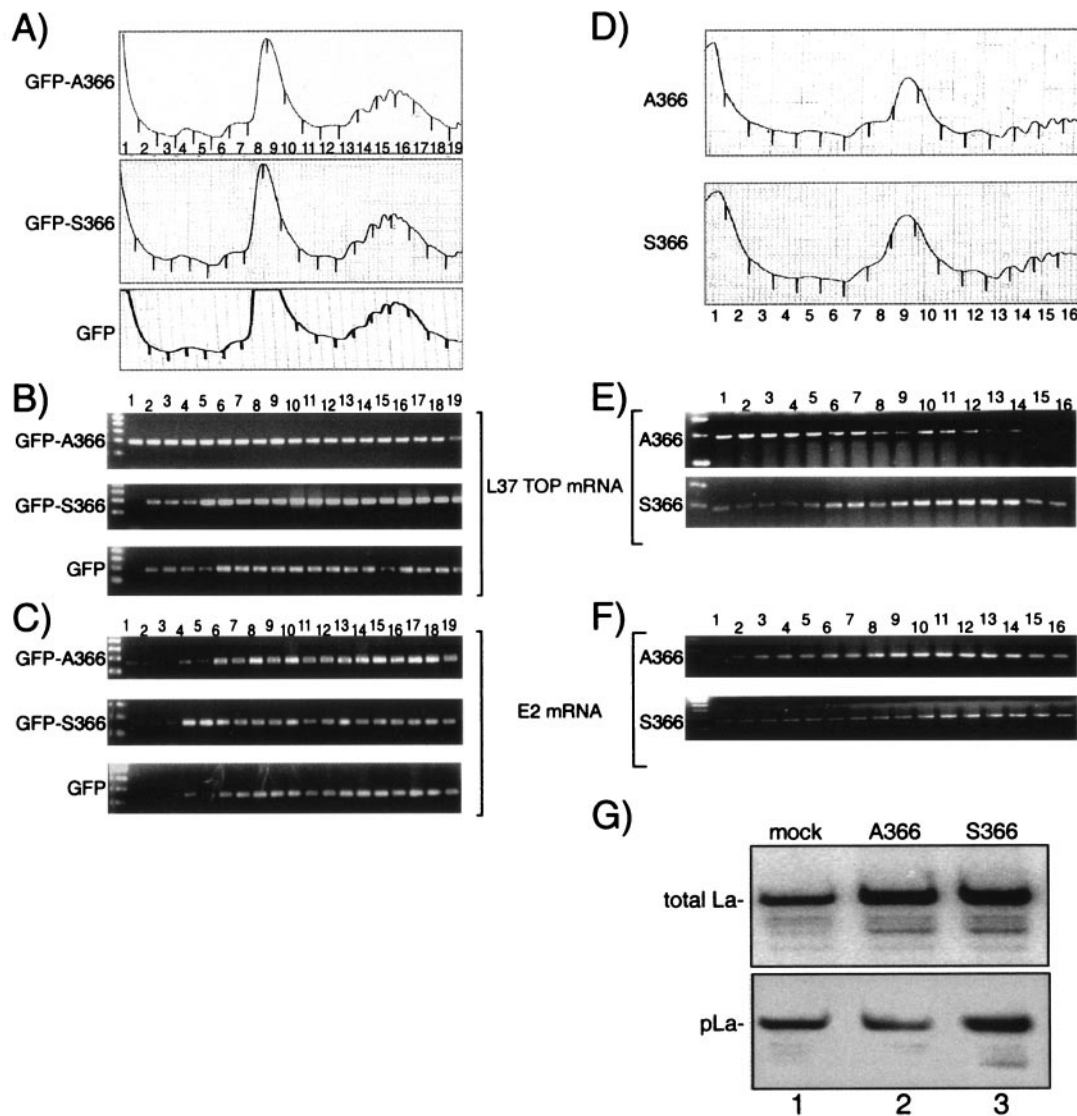 A)
GFP-A366
1 2 3 4 5 6 7 8 9 10 11 12 13 14 15 16 17 18 19
GFP-S366
GFP
B)
1 2 3 4 5 6 7 8 9 10 11 12 13 14 15 16 17 18 19
GFP-A366
GFP-S366
GFP
L37 TOP mRNA
C)
1 2 3 4 5 6 7 8 9 10 11 12 13 14 15 16 17 18 19
GFP-A366
GFP-S366
GFP
E2 mRNA
D)
A366
S366
1 2 3 4 5 6 7 8 9 10 11 12 13 14 15 16
E)
1 2 3 4 5 6 7 8 9 10 11 12 13 14 15 16
A366
S366
F)
1 2 3 4 5 6 7 8 9 10 11 12 13 14 15 16
A366
S366
G)
mock A366 S366
total La-
pLa-
1 2 3